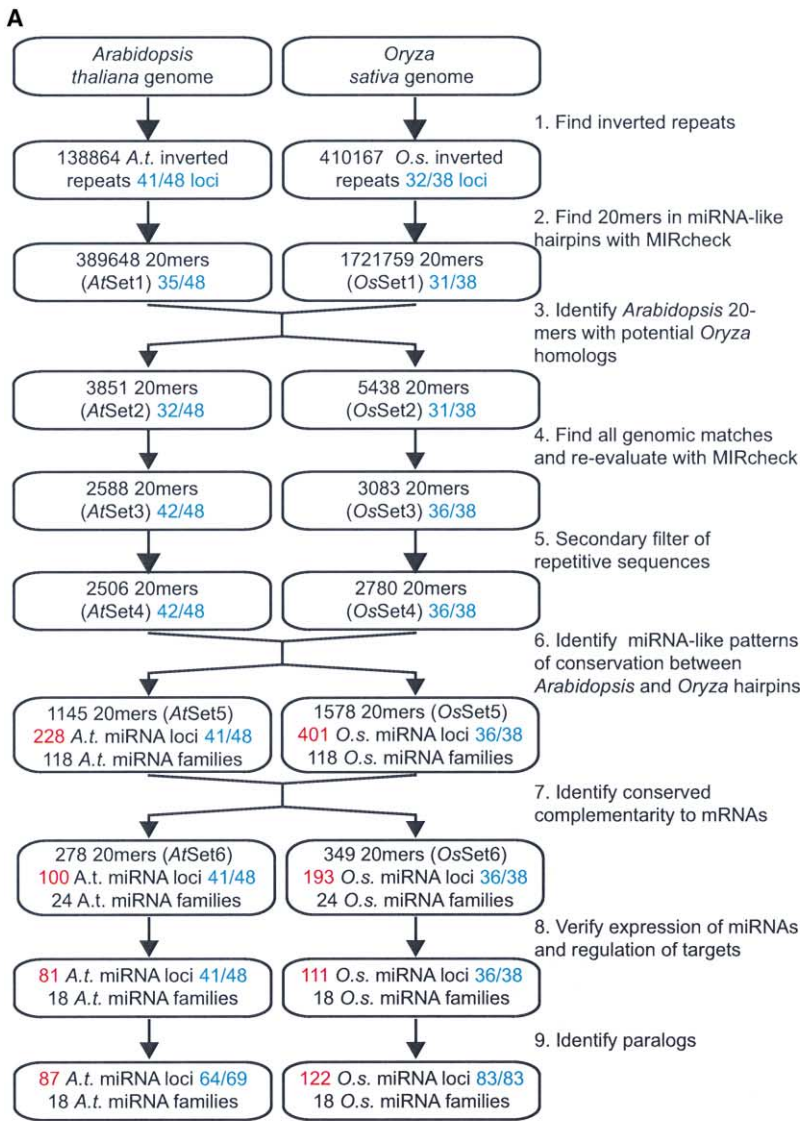 A
Arabidopsis
thaliana genome
Oryza
sativa genome
1. Find inverted repeats
138864 A.t. inverted
repeats 41/48 loci
410167 O.s. inverted
repeats 32/38 loci
2. Find 20mers in miRNA-like
hairpins with MIRcheck
389648 20mers
(AtSet1) 35/48
1721759 20mers
(OsSet1) 31/38
3. Identify Arabidopsis 20-
mers with potential Oryza
homologs
3851 20mers
(AtSet2) 32/48
5438 20mers
(OsSet2) 31/38
4. Find all genomic matches
and re-evaluate with MIRcheck
2588 20mers
(AtSet3) 42/48
3083 20mers
(OsSet3) 36/38
5. Secondary filter of
repetitive sequences
2506 20mers
(AtSet4) 42/48
2780 20mers
(OsSet4) 36/38
6. Identify miRNA-like patterns
of conservation between
Arabidopsis and Oryza hairpins
1145 20mers (AtSet5)
228 A.t. miRNA loci 41/48
118 A.t. miRNA families
1578 20mers (OsSet5)
401 O.s. miRNA loci 36/38
118 O.s. miRNA families
7. Identify conserved
complementarity to mRNAs
278 20mers (AtSet6)
100 A.t. miRNA loci 41/48
24 A.t. miRNA families
349 20mers (OsSet6)
193 O.s. miRNA loci 36/38
24 O.s. miRNA families
8. Verify expression of miRNAs
and regulation of targets
81 A.t. miRNA loci 41/48
18 A.t. miRNA families
111 O.s. miRNA loci 36/38
18 O.s. miRNA families
9. Identify paralogs
87 A.t. miRNA loci 64/69
18 A.t. miRNA families
122 O.s. miRNA loci 83/83
18 O.s. miRNA families